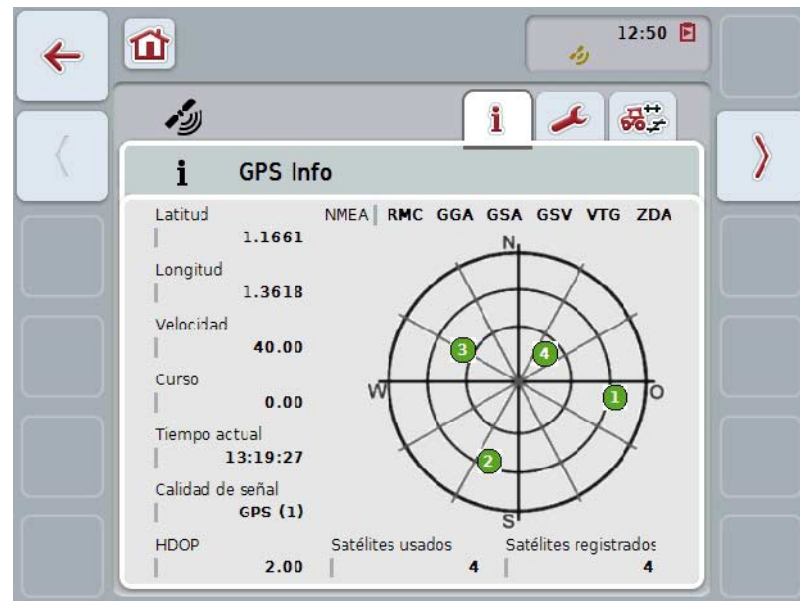 12:50
i
i GPS Info
Latitud
1.1661
Longitud
1.3618
Velocidad
40.00
Curso
0.00
Tiempo actual
13:19:27
Calidad de señal
GPS (1)
HDOP
2.00
NMEA RMC GGA GSA GSV VTG ZDA
N
3
4
W
1
O
2
S
Satélites usados
4
Satélites registrados
4